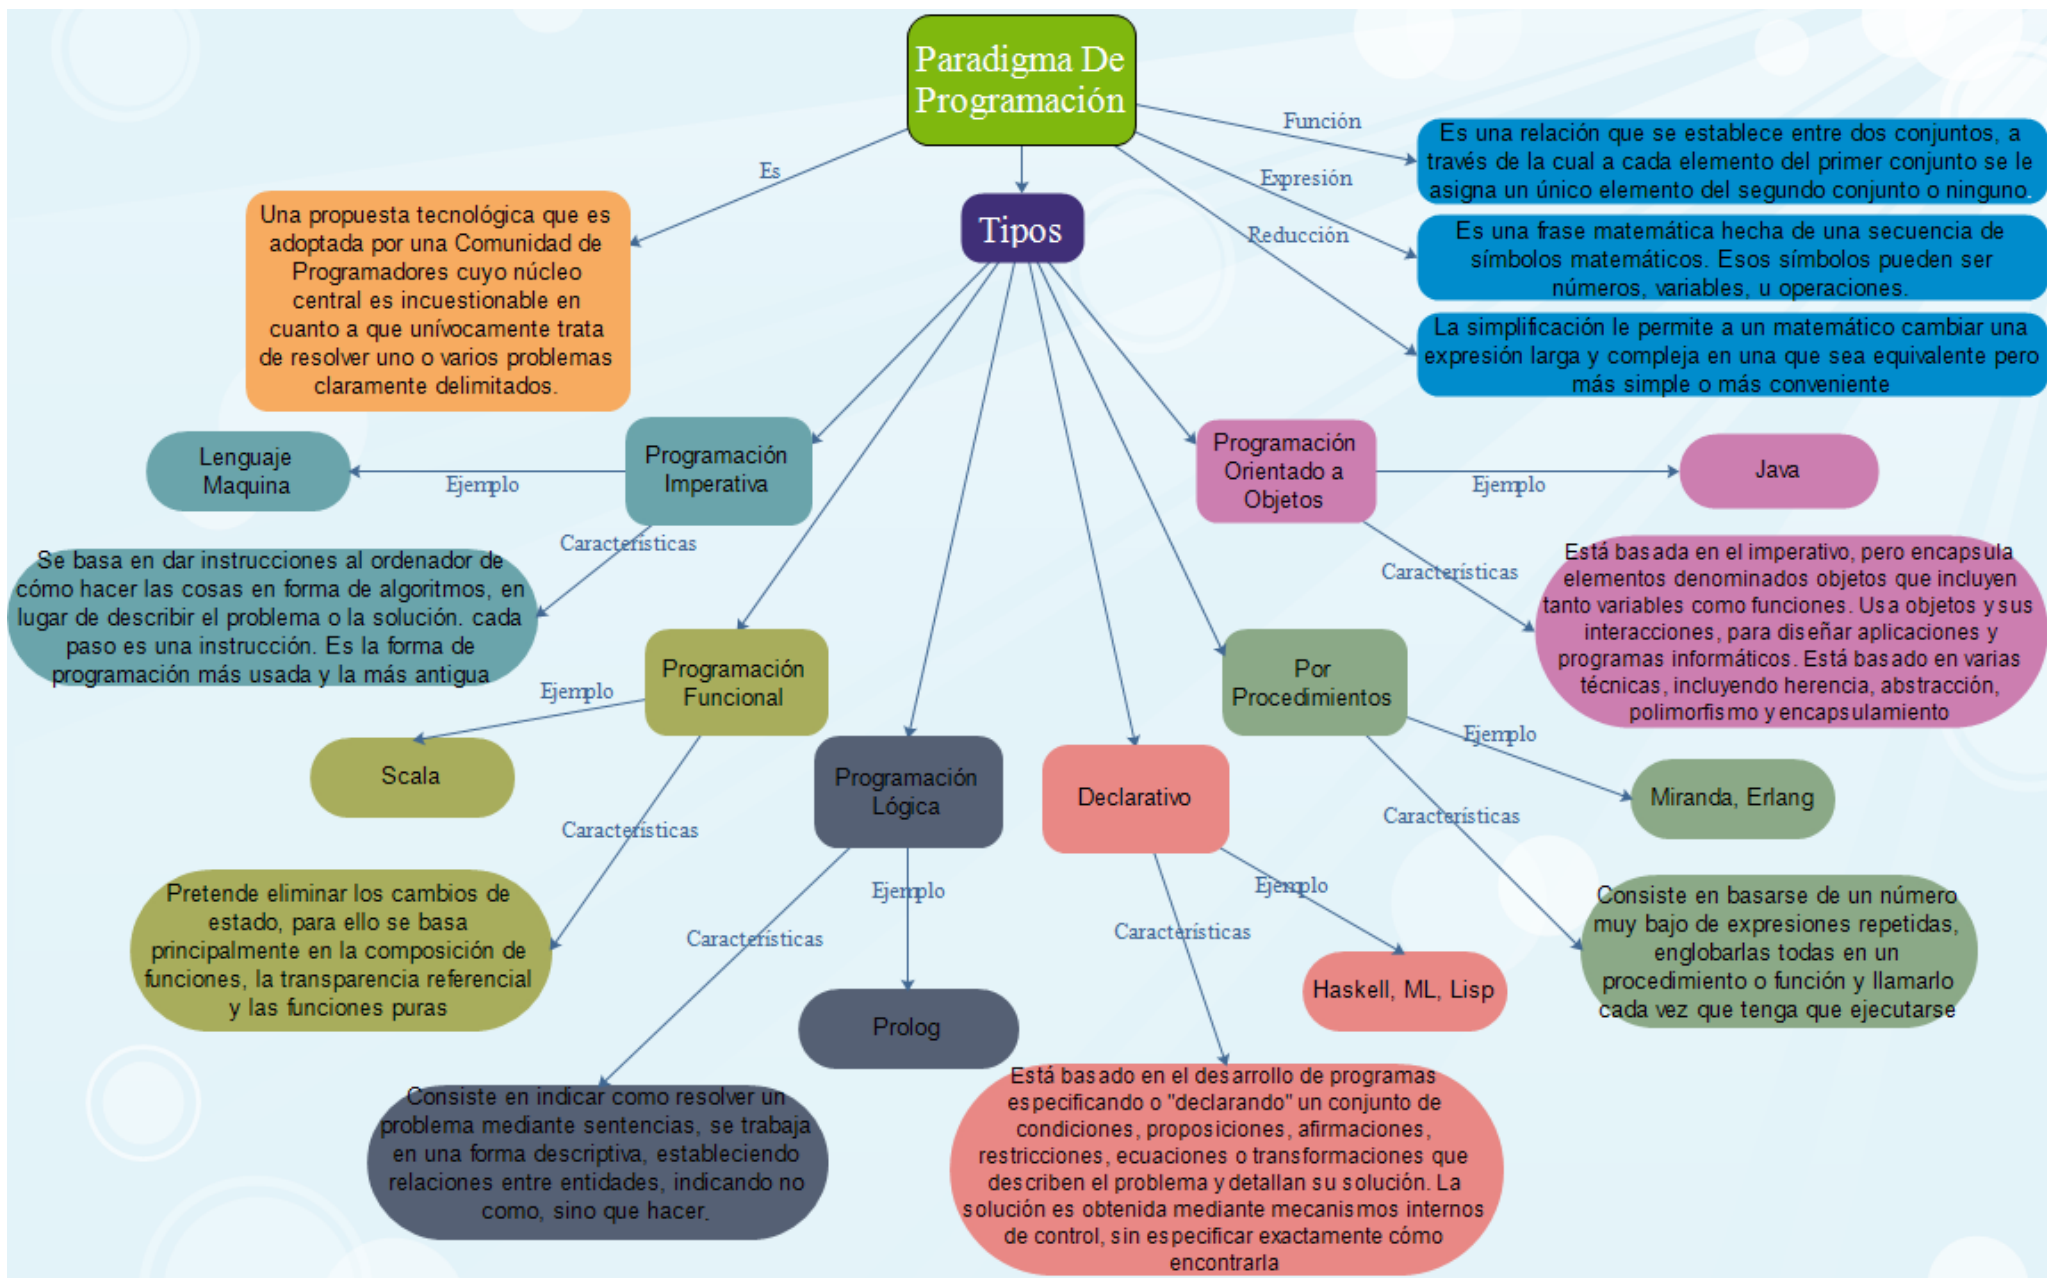 Paradigma De
Programación
Es
Una propuesta tecnológica que es
adoptada por una Comunidad de
Programadores cuyo núcleo
central es incuestionable en
cuanto a que unívocamente trata
de resolver uno o varios problemas
claramente delimitados.
Tipos
Función
Es una relación que se establece entre dos conjuntos, a
través de la cual a cada elemento del primer conjunto se le
asigna un único elemento del segundo conjunto o ninguno.
Expresión
Es una frase matemática hecha de una secuencia de
símbolos matemáticos. Esos símbolos pueden ser
números, variables, u operaciones.
Reducción
La simplificación le permite a un matemático cambiar una
expresión larga y compleja en una que sea equivalente pero
más simple o más conveniente
Programación
Imperativa
Ejemplo
Lenguaje
Maquina
Características
Se basa en dar instrucciones al ordenador de
cómo hacer las cosas en forma de algoritmos, en
lugar de describir el problema o la solución. cada
paso es una instrucción. Es la forma de
programación más usada y la más antigua
Programación
Orientado a
Objetos
Ejemplo
Java
Características
Está basada en el imperativo, pero encapsula
elementos denominados objetos que incluyen
tanto variables como funciones. Usa objetos y sus
interacciones, para diseñar aplicaciones y
programas informáticos. Está basado en varias
técnicas, incluyendo herencia, abstracción,
polimorfismo y encapsulamiento
Programación
Funcional
Ejemplo
Scala
Características
Pretende eliminar los cambios de
estado, para ello se basa
principalmente en la composición de
funciones, la transparencia referencial
y las funciones puras
Por
Procedimientos
Ejemplo
Miranda, Erlang
Características
Consiste en basarse de un número
muy bajo de expresiones repetidas,
englobarlas todas en un
procedimiento o función y llamarlo
cada vez que tenga que ejecutarse
Programación
Lógica
Ejemplo
Prolog
Características
Consiste en indicar como resolver un
problema mediante sentencias, se trabaja
en una forma descriptiva, estableciendo
relaciones entre entidades, indicando no
como, sino que hacer.
Declarativo
Ejemplo
Haskell, ML, Lisp
Características
Está basado en el desarrollo de programas
especificando o "declarando" un conjunto de
condiciones, proposiciones, afirmaciones,
restricciones, ecuaciones o transformaciones que
describen el problema y detallan su solución. La
solución es obtenida mediante mecanismos internos
de control, sin especificar exactamente cómo
encontrarla